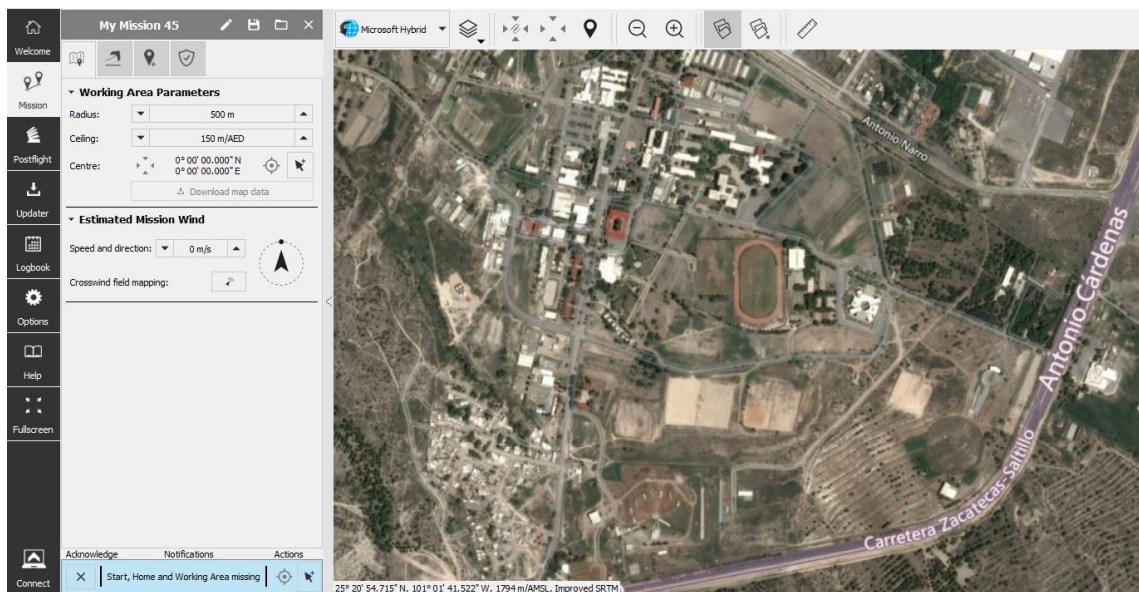 Welcome
Mission
Postflight
Updater
Logbook
Options
Help
Fullscreen
Connect
My Mission 45
Working Area Parameters
Radius: 500 m
Ceiling: 150 m/AED
Centre: 0° 00' 00.000" N
0° 00' 00.000" E
Download map data
Estimated Mission Wind
Speed and direction: 0 m/s
Crosswind field mapping:
Acknowledge Notifications Actions
Start, Home and Working Area missing
Microsoft Hybrid
Antonio Narro
Antonio Cárdenas
Carretera Zacatecas-Saltillo
25° 20' 54.715" N, 101° 01' 41.522" W, 1794 m/AMSL, Improved SRTM